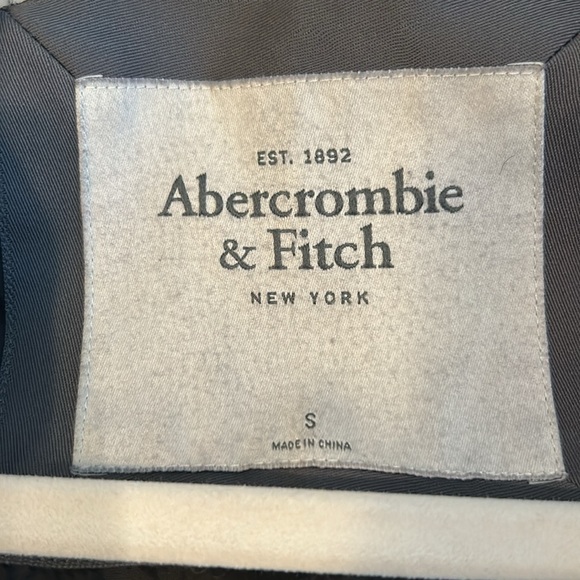 EST. 1892
Abercrombie
& Fitch
NEW YORK
S
MADE IN CHINA